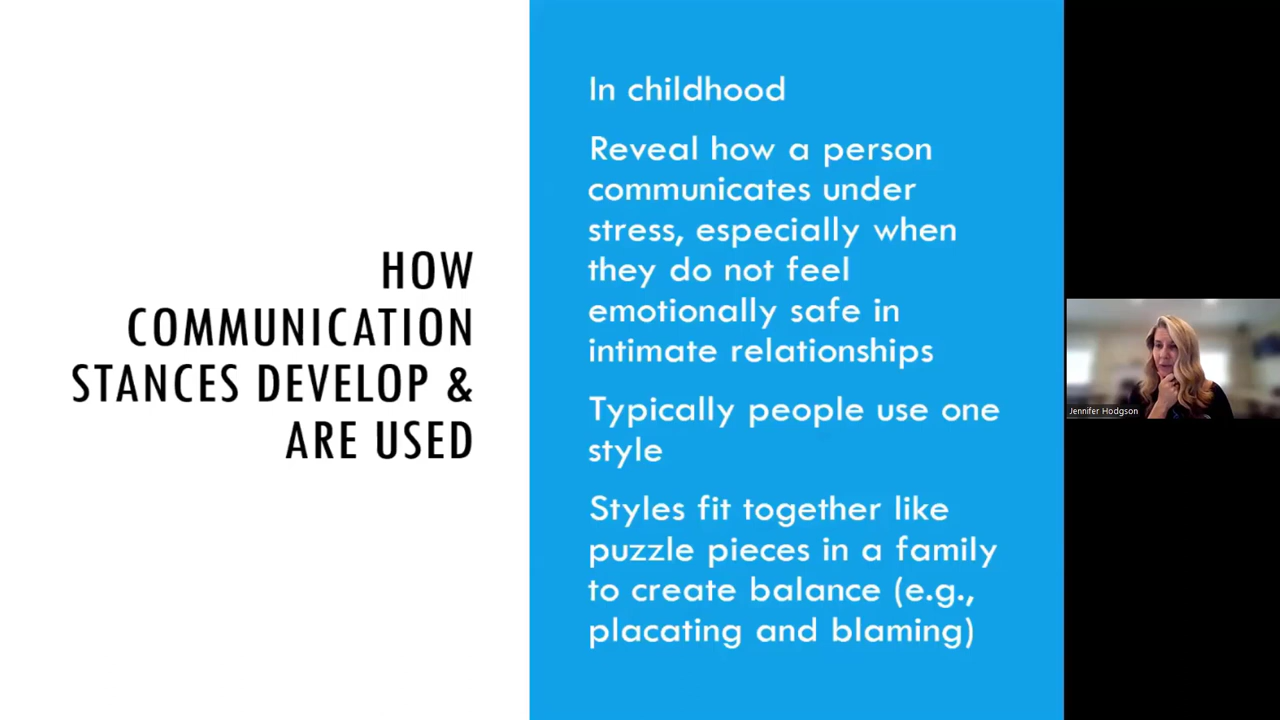 HOW
COMMUNICATION
STANCES DEVELOP &
ARE USED
In childhood
Reveal how a person
communicates under
stress, especially when
they do not feel
emotionally safe in
intimate relationships
Typically people use one
style
Styles fit together like
puzzle pieces in a family
to create balance (e.g.,
placating and blaming)
Jennifer Hodgson